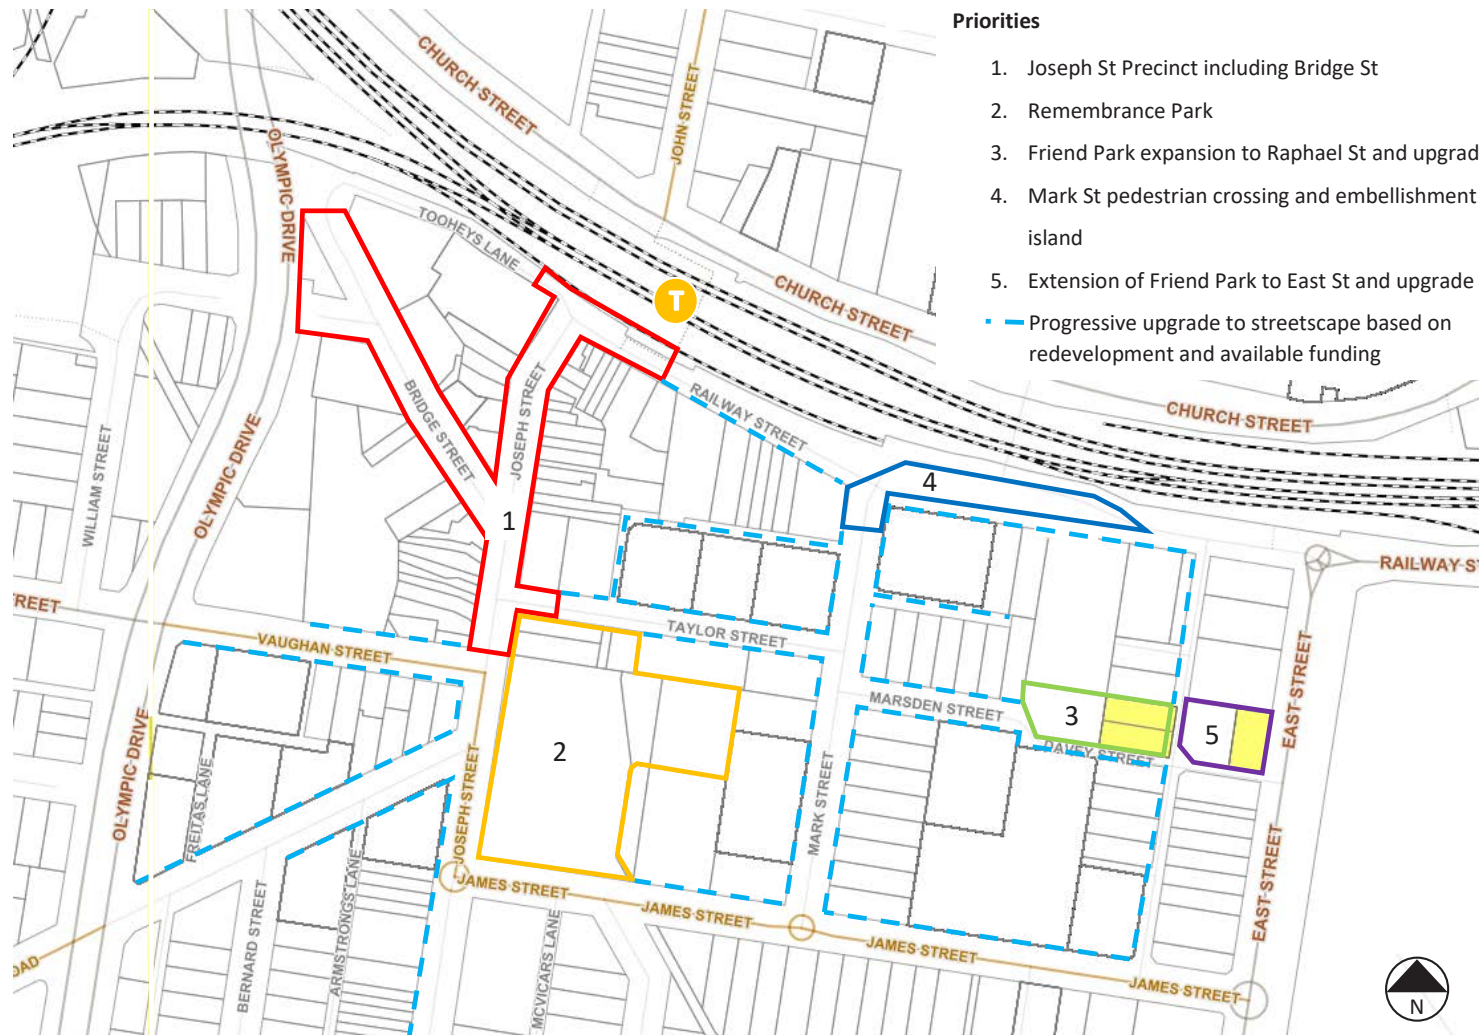 Priorities
1. Joseph St Precinct including Bridge St
2. Remembrance Park
3. Friend Park expansion to Raphael St and upgrad
4. Mark St pedestrian crossing and embellishment
island
5. Extension of Friend Park to East St and upgrade
Progressive upgrade to streetscape based on
redevelopment and available funding
CHURCH STREET
JOHN STREET
OLYMPIC DRIVE
TOOHEYS LANE
T
CHURCH STREET
CHURCH STREET
RAILWAY STREET
BRIDGE STREET
JOSEPH STREET
WILLIAM STREET
OLYMPIC DRIVE
4
1
RAILWAY S
REET
VAUGHAN STREET
TAYLOR STREET
MARSDEN STREET
3
5
DAVEY STREET
EAST STREET
2
OLYMPIC DRIVE
FREITAS LANE
JOSEPH STREET
MARK STREET
JAMES STREET
JAMES STREET
JAMES STREET
JAMES STREET
EAST STREET
OAD
BERNARD STREET
ARMSTRONGS LANE
MCVICARS LANE
N